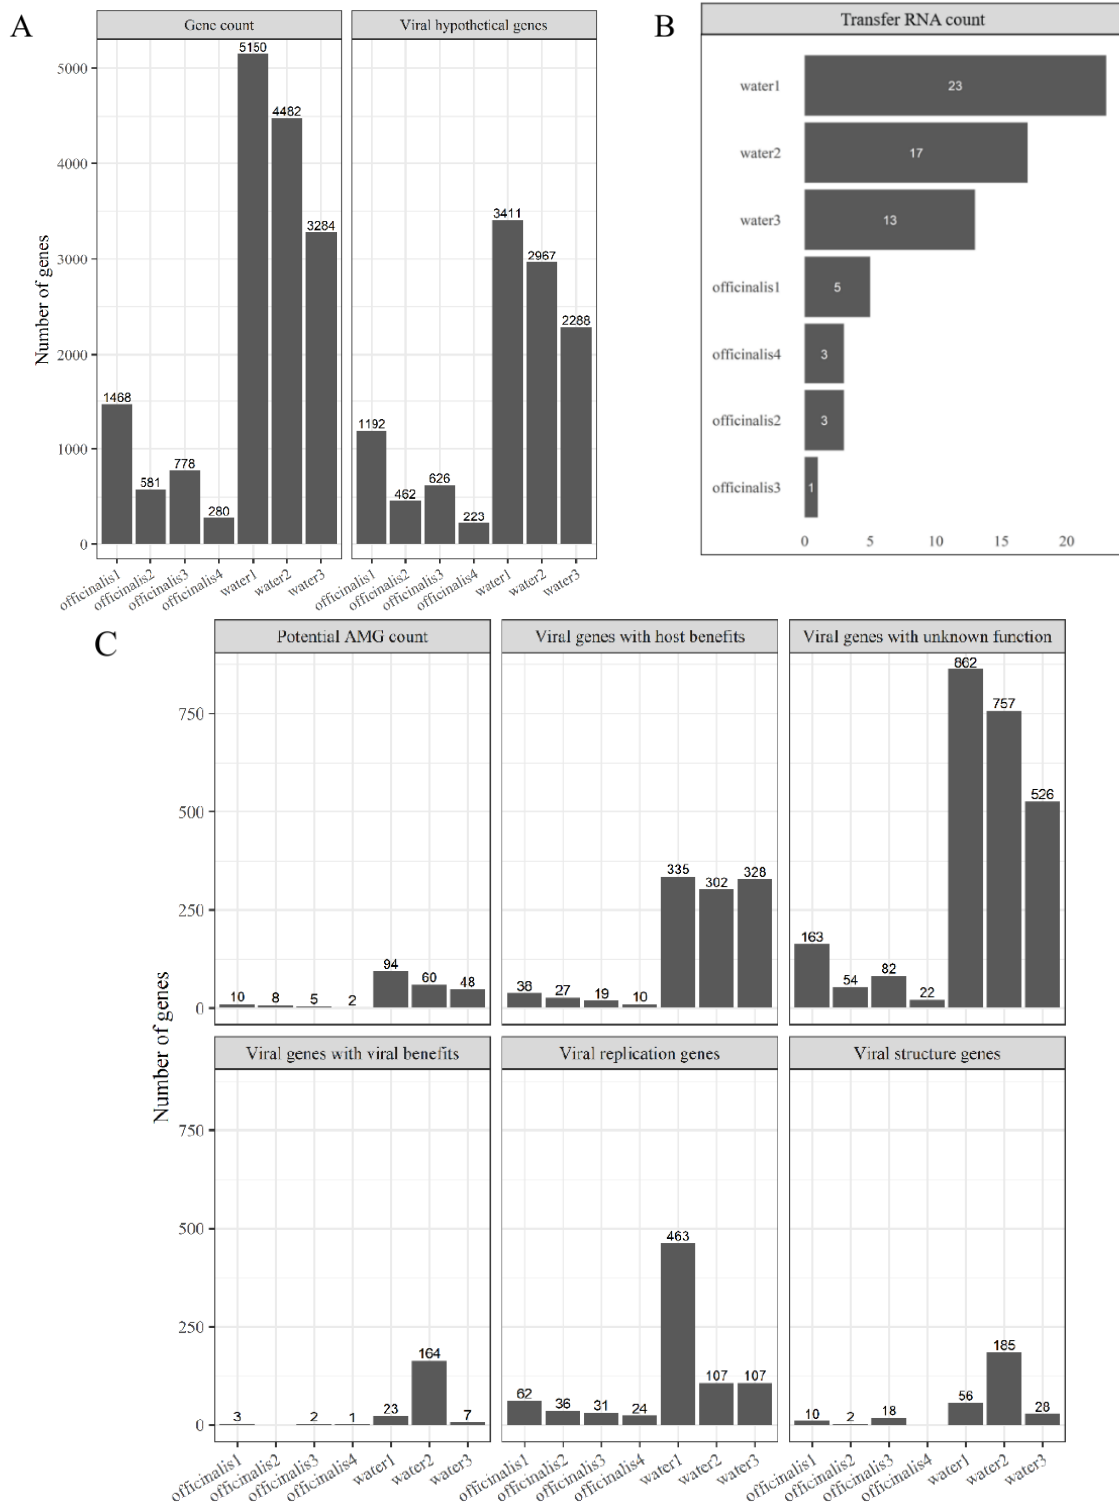 A
Gene count
Viral hypothetical genes
Number of genes
5000
4000
3000
2000
1000
0
1468
581
778
280
5150
4482
3284
1192
462
626
223
3411
2967
2288
officinalis1
officinalis2
officinalis3
officinalis4
water1
water2
water3
officinalis1
officinalis2
officinalis3
officinalis4
water1
water2
water3
B
Transfer RNA count
water1
23
water2
17
water3
13
officinalis1
5
officinalis4
3
officinalis2
3
officinalis3
1
0 5 10 15 20
C
Number of genes
Potential AMG count
Viral genes with host benefits
Viral genes with unknown function
750
500
250
0
10
8
5
2
94
60
48
38
27
19
10
335
302
328
163
54
82
22
862
757
526
Viral genes with viral benefits
Viral replication genes
Viral structure genes
750
500
250
0
3
2
1
23
164
7
62
36
31
24
463
107
107
10
2
18
56
185
28
officinalis1
officinalis2
officinalis3
officinalis4
water1
water2
water3
officinalis1
officinalis2
officinalis3
officinalis4
water1
water2
water3
officinalis1
officinalis2
officinalis3
officinalis4
water1
water2
water3